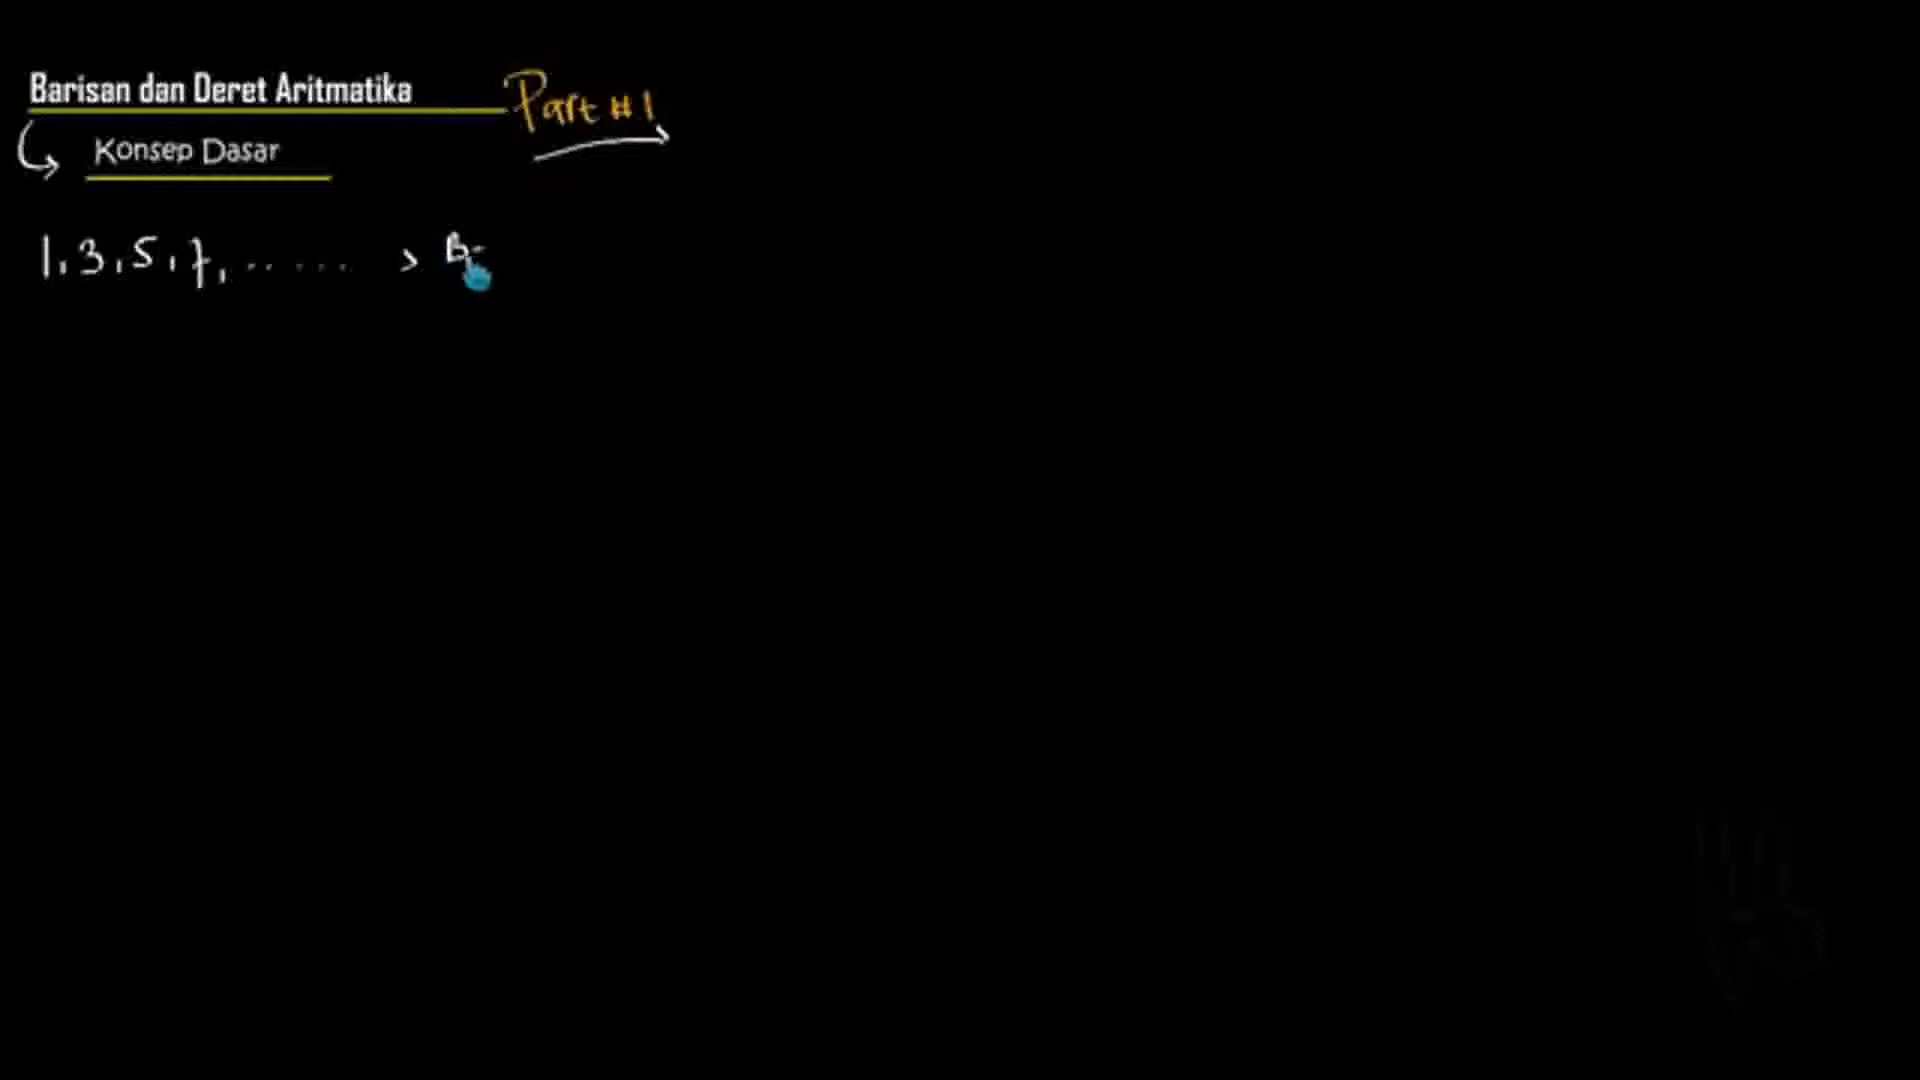 Barisan dan Deret Aritmatika Part #1
Konsep Dasar
1, 3, 5, 7, ...... > B